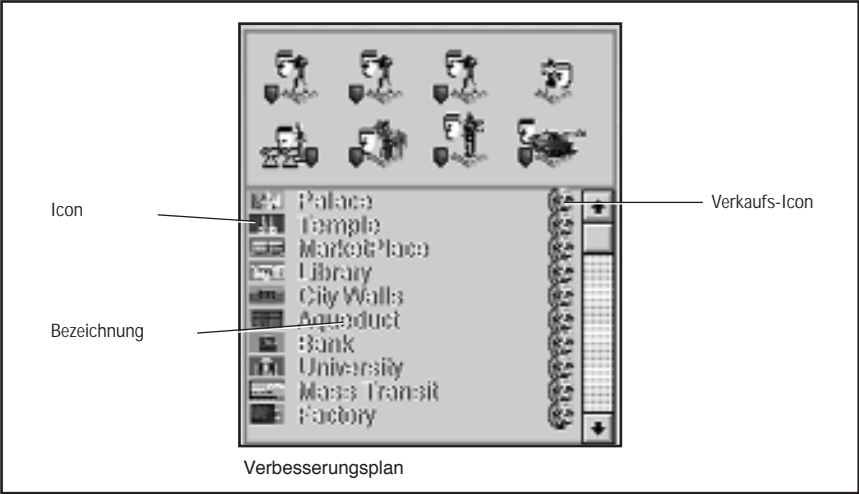 Palace
Icon
Verkaufs-Icon
Temple
MarketPlace
Library
City Walls
Bezeichnung
Aqueduct
Bank
University
Mass Transit
Factory
Verbesserungsplan